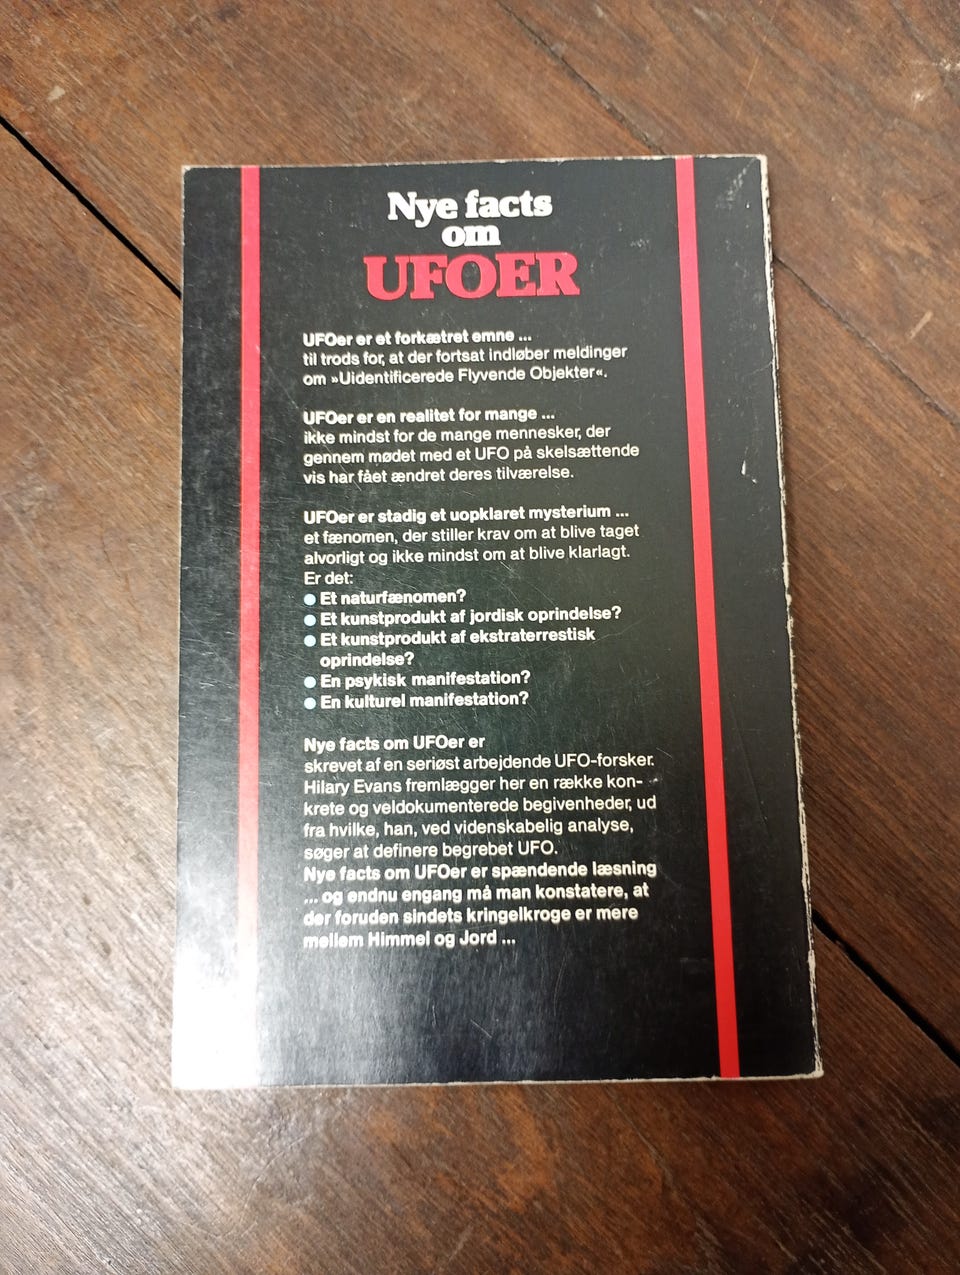 Nye facts
om
UFOER
UFOer er et forkætret emne ...
til trods for, at der fortsat indløber meldinger
om »Uidentificerede Flyvende Objekter«.
UFOer er en realitet for mange ...
ikke mindst for de mange mennesker, der
gennem mødet med et UFO på skelsættende
vis har fået ændret deres tilværelse.
UFOer er stadig et uopklaret mysterium ...
et fænomen, der stiller krav om at blive taget
alvorligt og ikke mindst om at blive klarlagt.
Er det:
● Et naturfænomen?
● Et kunstprodukt af jordisk oprindelse?
● Et kunstprodukt af ekstraterrestisk
oprindelse?
● En psykisk manifestation?
● En kulturel manifestation?
Nye facts om UFOer er
skrevet af en seriøst arbejdende UFO-forsker.
Hilary Evans fremlægger her en række kon-
krete og veldokumenterede begivenheder, ud
fra hvilke, han, ved videnskabelig analyse,
søger at definere begrebet UFO.
Nye facts om UFOer er spændende læsning
... og endnu engang må man konstatere, at
der foruden sindets kringelkroge er mere
mellem Himmel og Jord ...